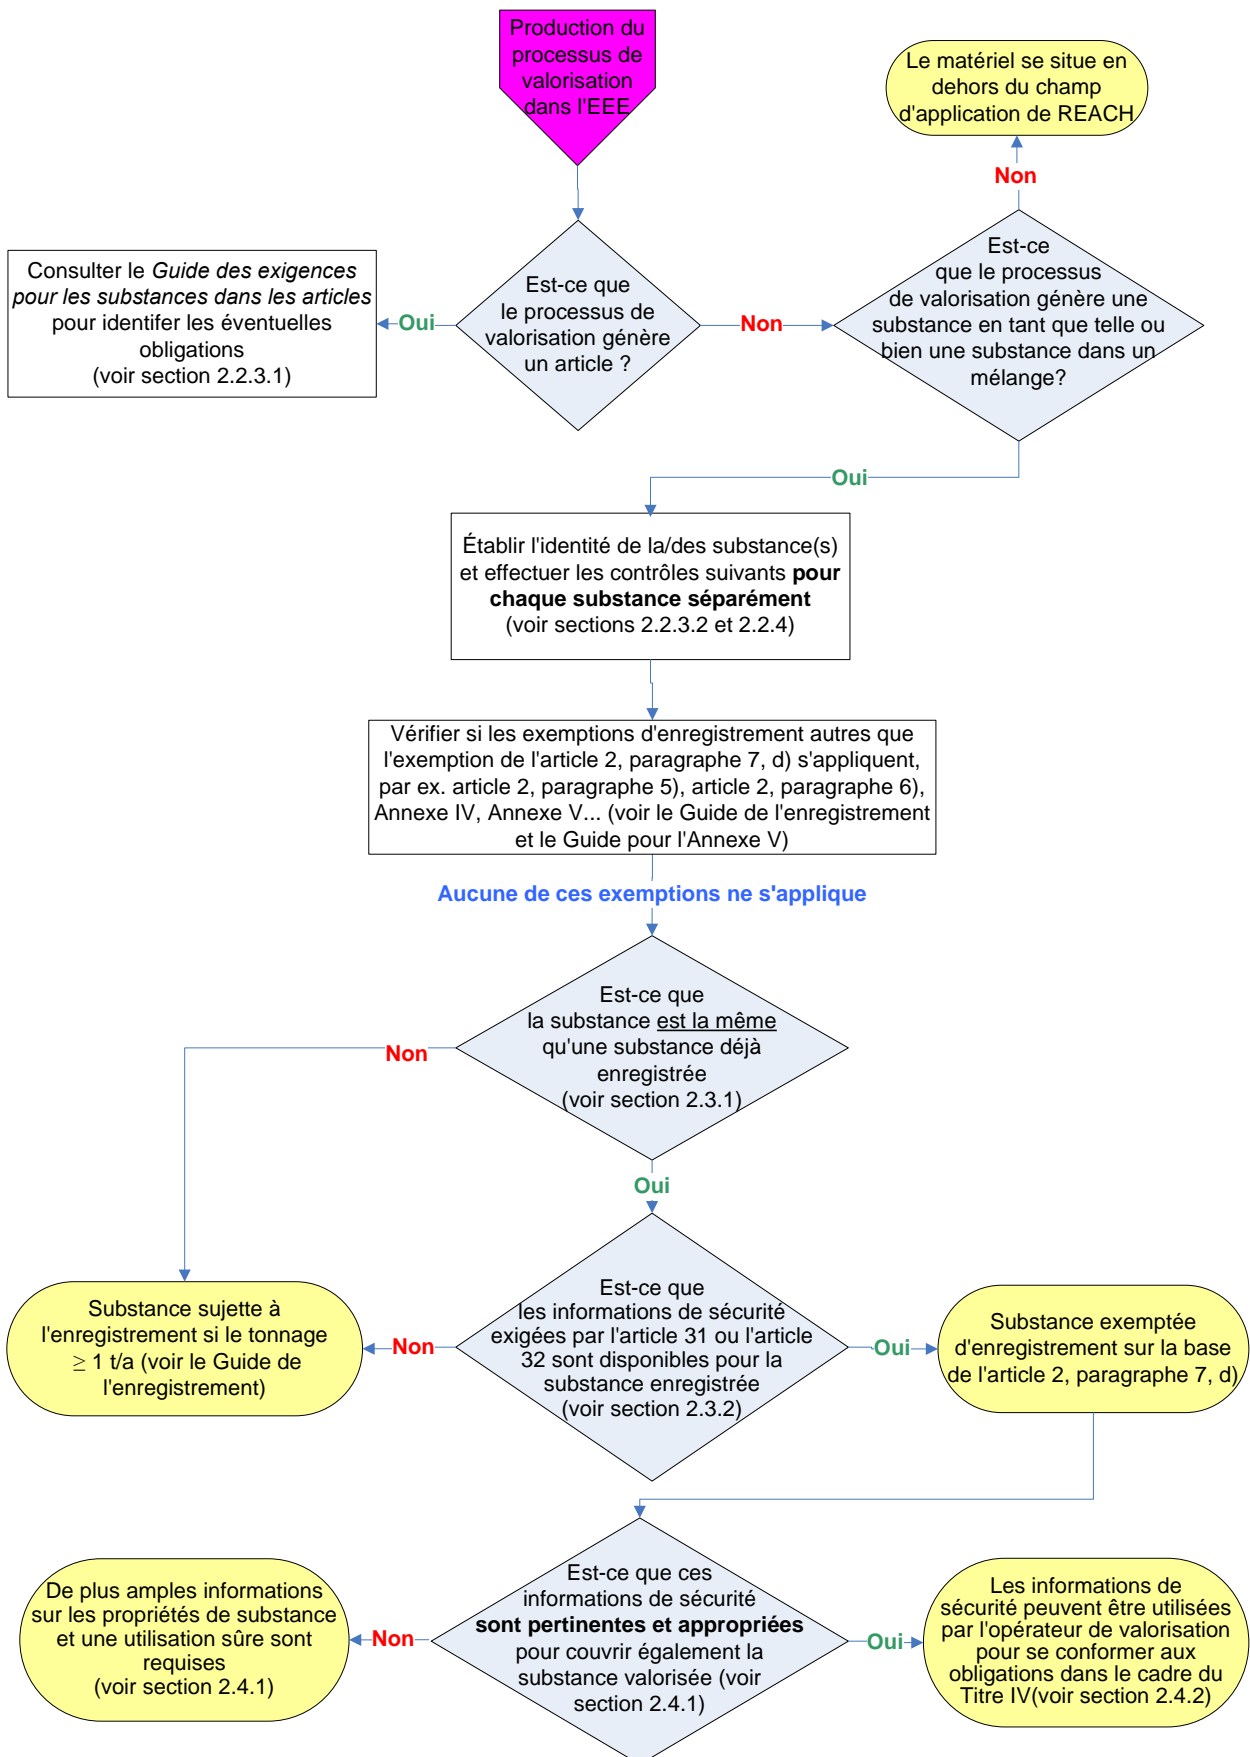 Production du
processus de
valorisation
dans l'EEE
Le matériel se situe en
dehors du champ
d'application de REACH
Non
Consulter le Guide des exigences
pour les substances dans les articles
pour identifer les éventuelles
obligations
(voir section 2.2.3.1)
Oui
Est-ce que
le processus de
valorisation génère
un article ?
Non
Est-ce
que le processus
de valorisation génère une
substance en tant que telle ou
bien une substance dans un
mélange?
Oui
Établir l'identité de la/des substance(s)
et effectuer les contrôles suivants pour
chaque substance séparément
(voir sections 2.2.3.2 et 2.2.4)
Vérifier si les exemptions d'enregistrement autres que
l'exemption de l'article 2, paragraphe 7, d) s'appliquent,
par ex. article 2, paragraphe 5), article 2, paragraphe 6),
Annexe IV, Annexe V... (voir le Guide de l'enregistrement
et le Guide pour l'Annexe V)
Aucune de ces exemptions ne s'applique
Est-ce que
la substance est la même
qu'une substance déjà
enregistrée
(voir section 2.3.1)
Non
Oui
Substance sujette à
l'enregistrement si le tonnage
≥ 1 t/a (voir le Guide de
l'enregistrement)
Non
Est-ce que
les informations de sécurité
exigées par l'article 31 ou l'article
32 sont disponibles pour la
substance enregistrée
(voir section 2.3.2)
Oui
Substance exemptée
d'enregistrement sur la base
de l'article 2, paragraphe 7, d)
De plus amples informations
sur les propriétés de substance
et une utilisation sûre sont
requises
(voir section 2.4.1)
Non
Est-ce que ces
informations de sécurité
sont pertinentes et appropriées
pour couvrir également la
substance valorisée (voir
section 2.4.1)
Oui
Les informations de
sécurité peuvent être utilisées
par l'opérateur de valorisation
pour se conformer aux
obligations dans le cadre du
Titre IV(voir section 2.4.2)